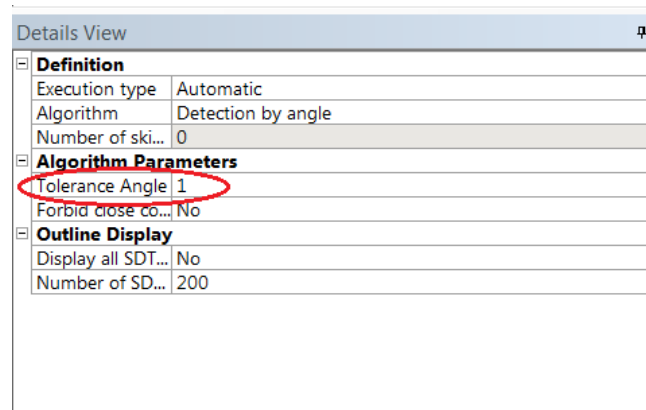 Details View
Definition
Execution type Automatic
Algorithm Detection by angle
Number of ski... 0
Algorithm Parameters
Tolerance Angle 1
Forbid close co... No
Outline Display
Display all SDT... No
Number of SD... 200